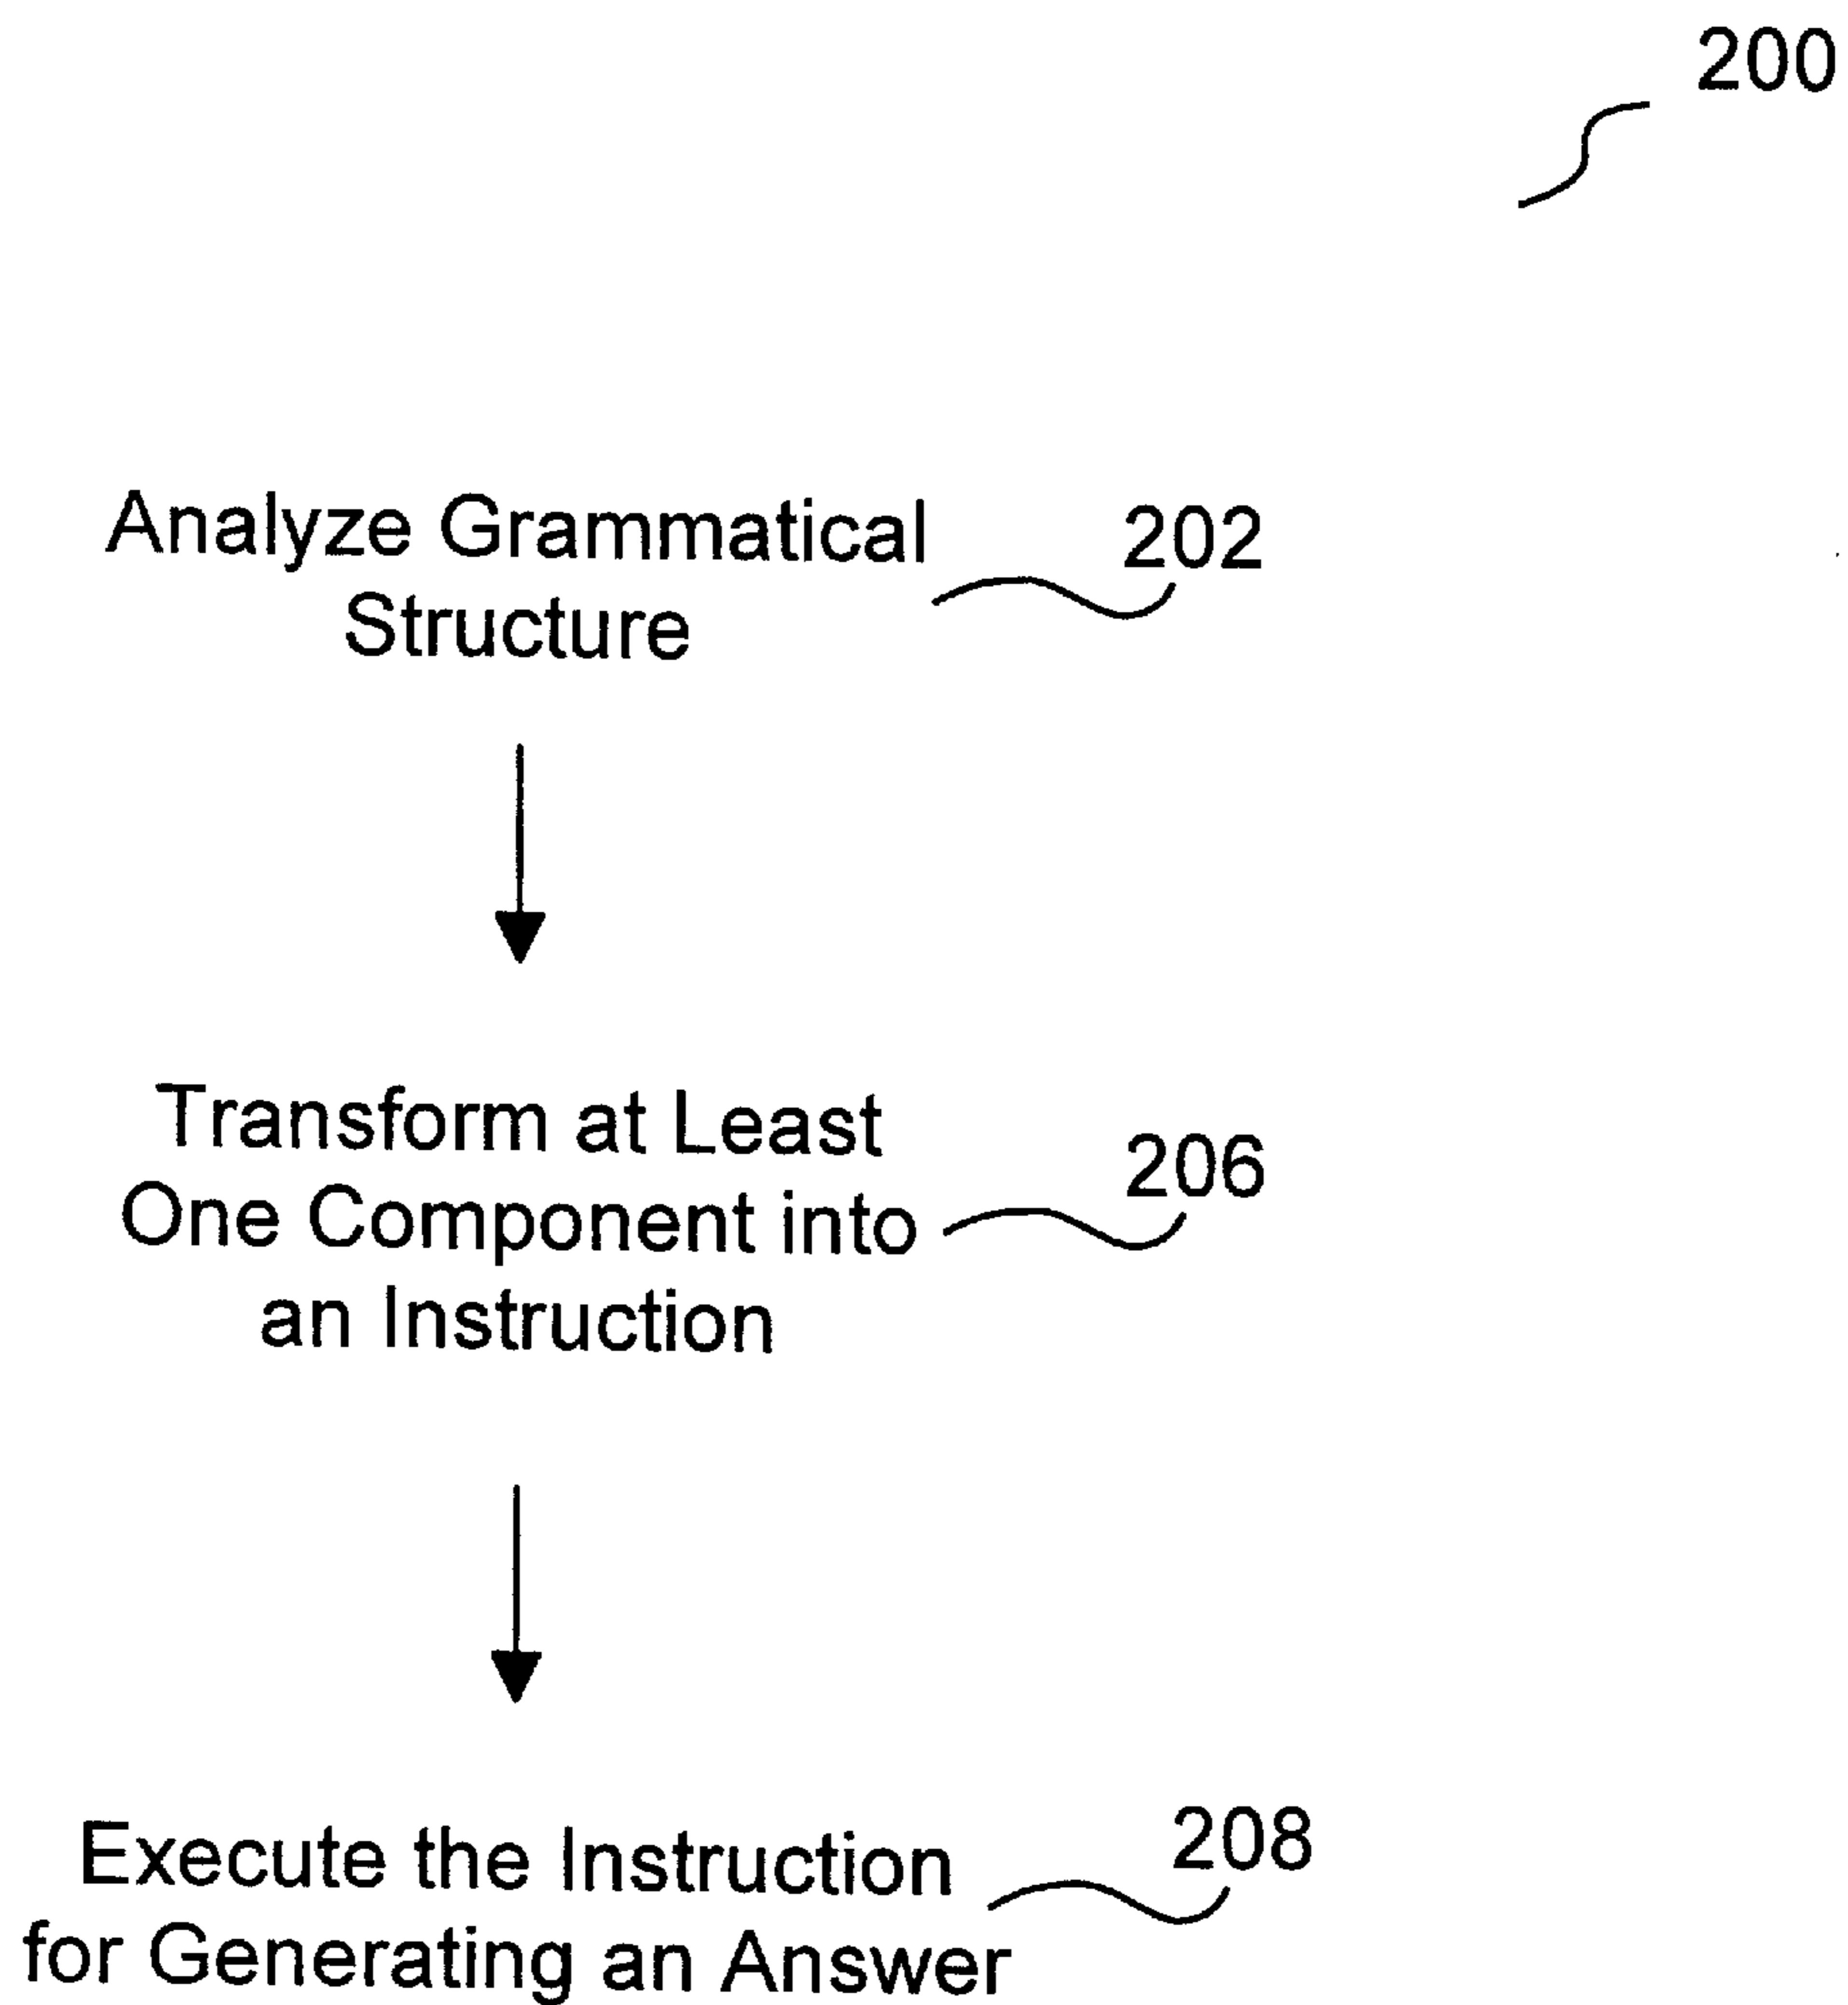 200
Analyze Grammatical
Structure
202
Transform at Least
One Component into
an Instruction
206
Execute the Instruction
for Generating an Answer
208